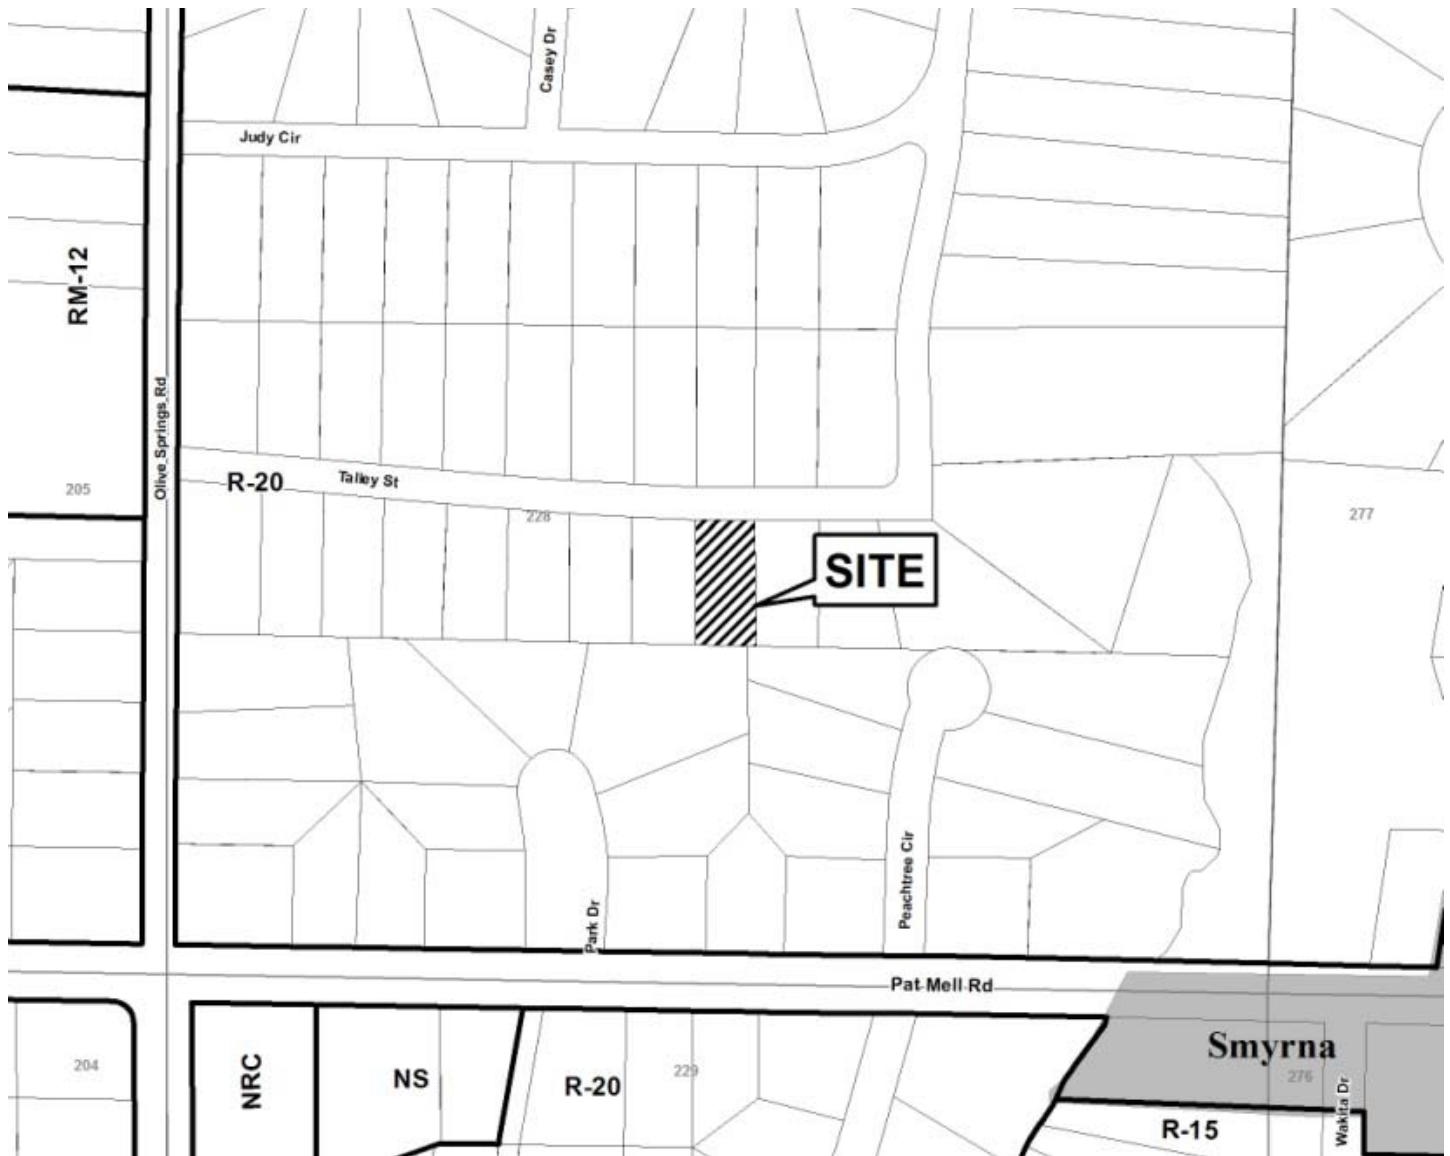 Casey Dr
Judy Cir
RM-12
Olive Springs Rd
R-20
Talley St
205
228
277
SITE
Peachtree Cir
Park Dr
Pat Mell Rd
Smyrna
204
NRC
NS
R-20
229
276
Wakita Dr
R-15